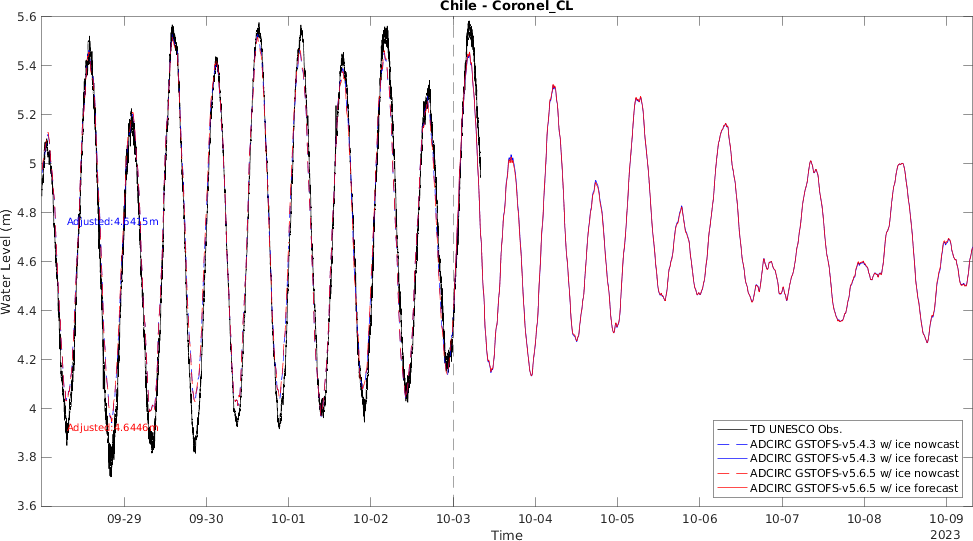 Chile - Coronel_CL
5.6
5.4
5.2
5
4.8
4.6
4.4
4.2
4
3.8
3.6
Water Level (m)
Adjusted:4.6415m
Adjusted:4.6446m
TD UNESCO Obs.
ADCIRC GSTOFS-v5.4.3 w/ ice nowcast
ADCIRC GSTOFS-v5.4.3 w/ ice forecast
ADCIRC GSTOFS-v5.6.5 w/ ice nowcast
ADCIRC GSTOFS-v5.6.5 w/ ice forecast
09-29 09-30 10-01 10-02 10-03 10-04 10-05 10-06 10-07 10-08 10-09
Time
2023